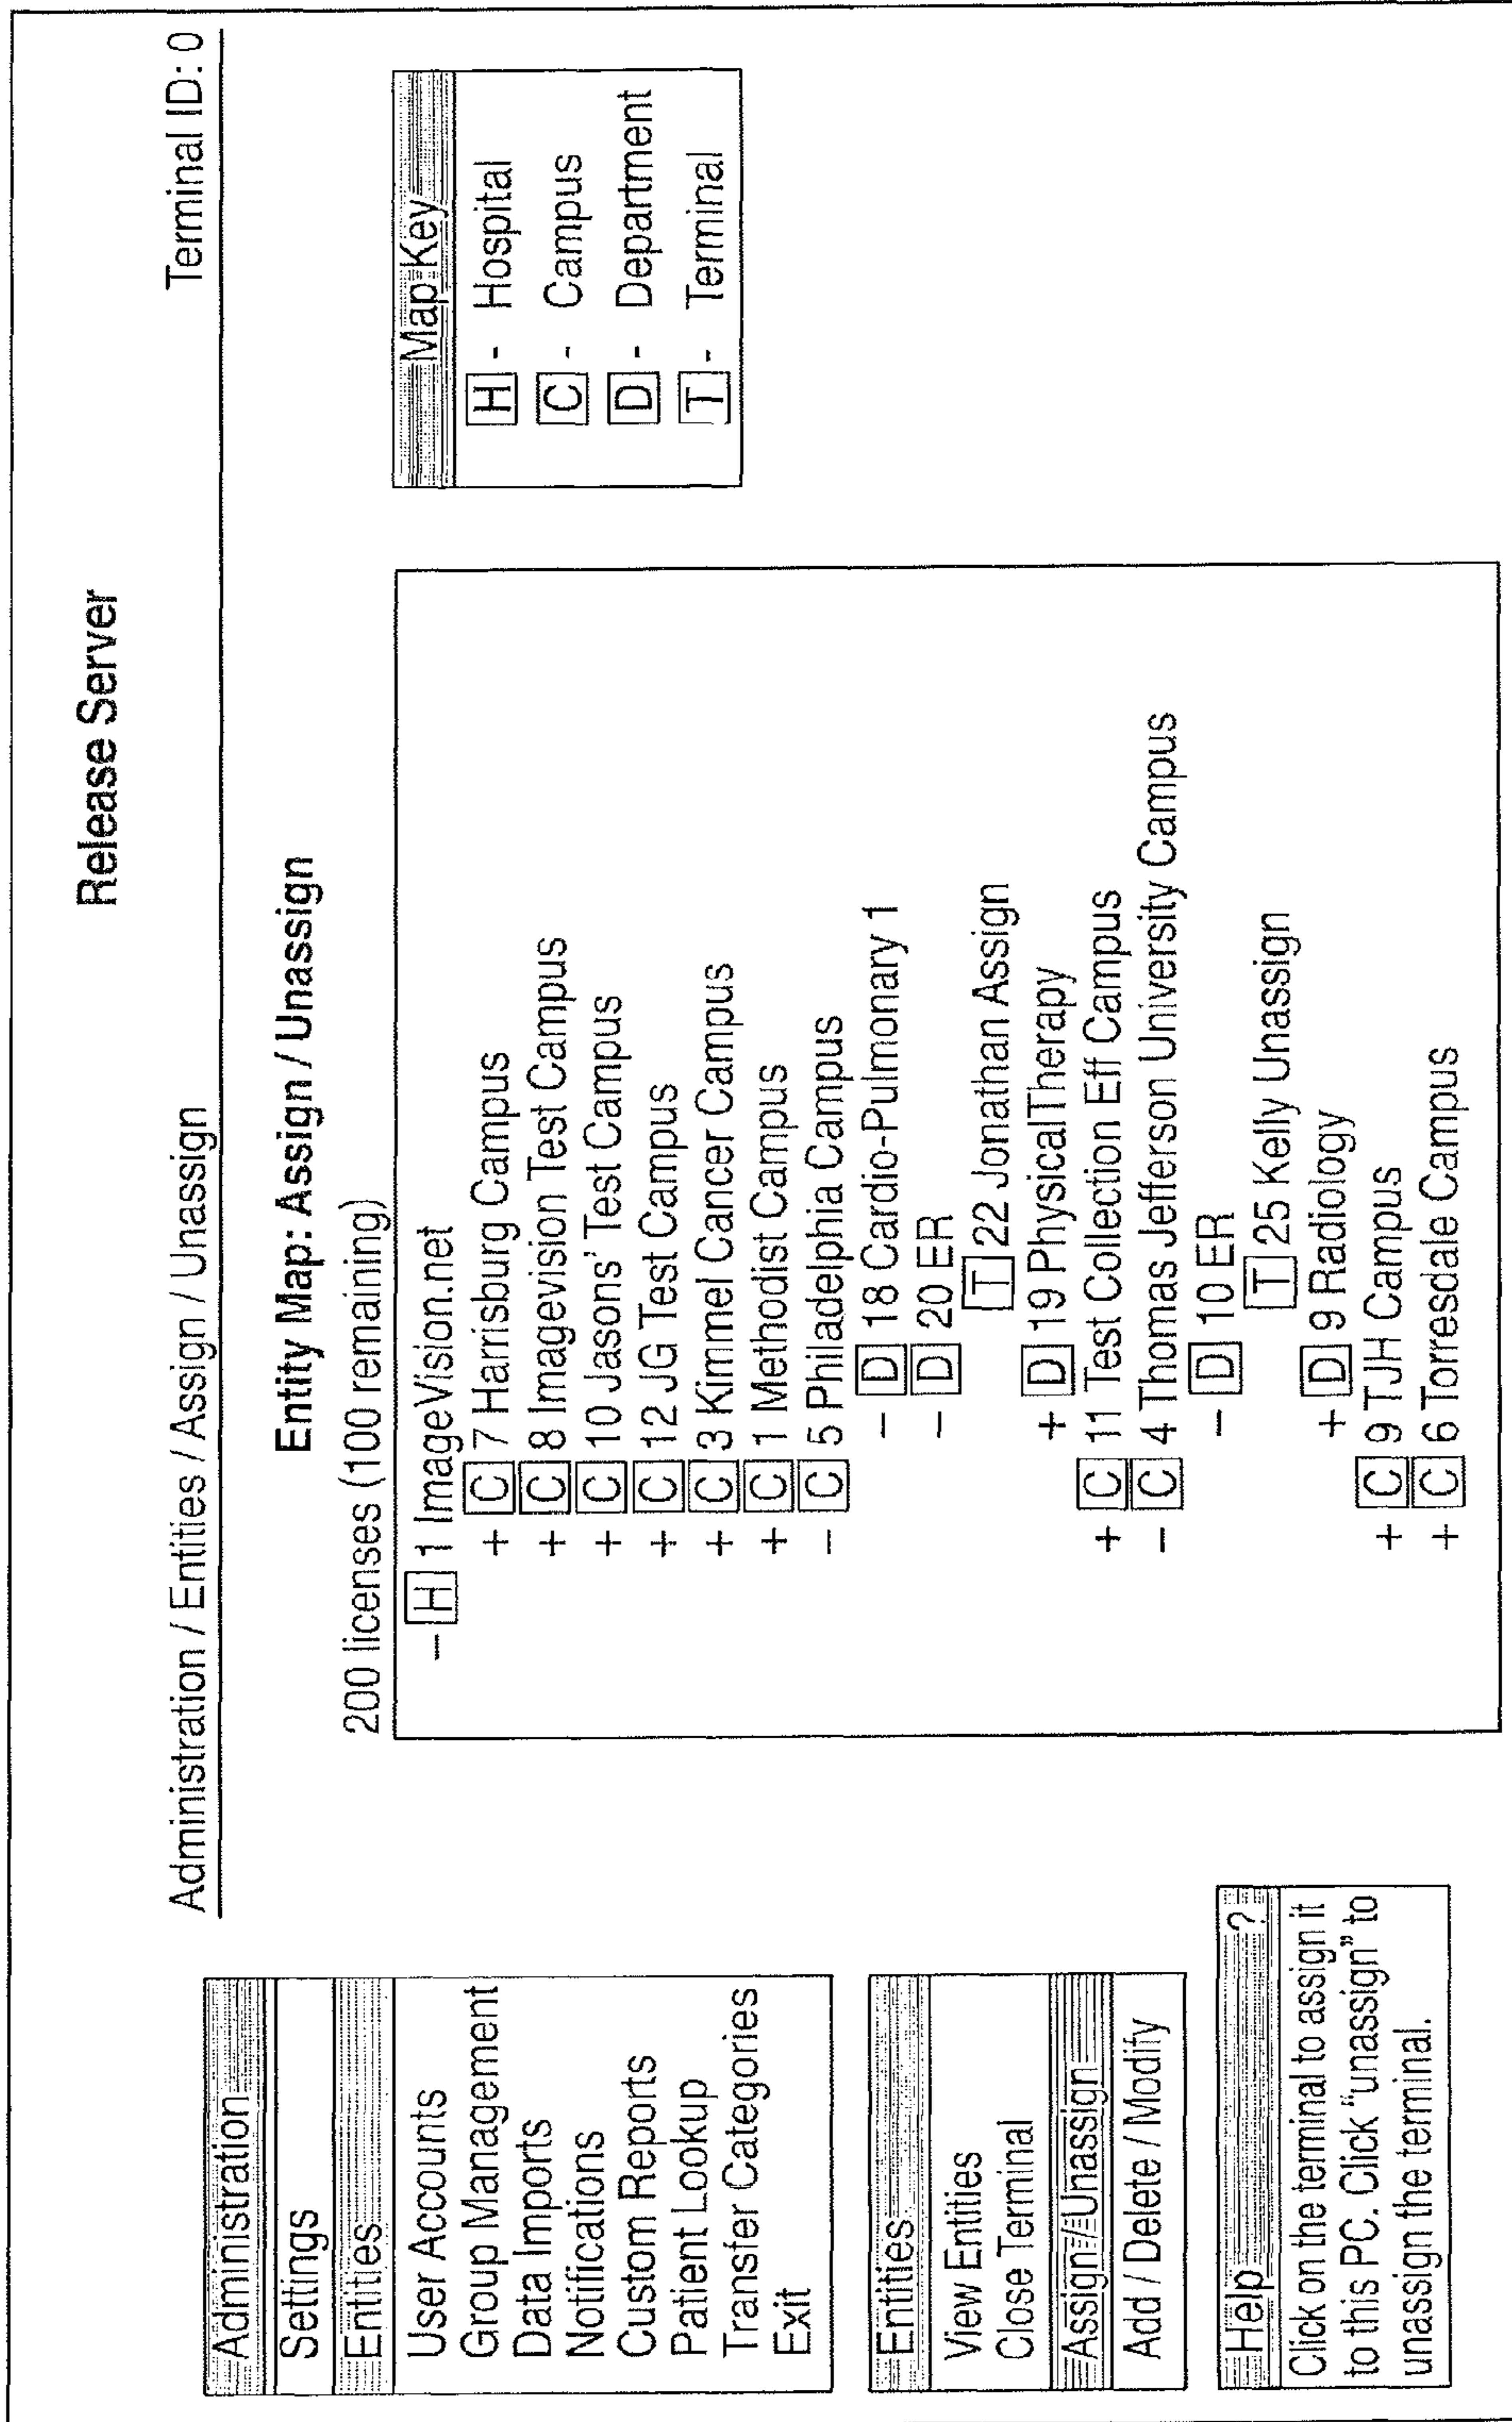 Release Server
Administration / Entities / Assign / Unassign Terminal ID: 0
Administration
Settings
Entities
User Accounts
Group Management
Data Imports
Notifications
Custom Reports
Patient Lookup
Transfer Categories
Exit
Entities
View Entities
Close Terminal
Assign / Unassign
Add / Delete / Modify
Help ?
Click on the terminal to assign it
to this PC. Click “unassign” to
unassign the terminal.
Entity Map: Assign / Unassign
200 licenses (100 remaining)
– H 1 ImageVision.net
+ C 7 Harrisburg Campus
+ C 8 Imagevision Test Campus
+ C 10 Jasons’ Test Campus
+ C 12 JG Test Campus
+ C 3 Kimmel Cancer Campus
+ C 1 Methodist Campus
– C 5 Philadelphia Campus
– D 18 Cardio-Pulmonary 1
– D 20 ER
T 22 Jonathan Assign
+ D 19 PhysicalTherapy
+ C 11 Test Collection Eff Campus
– C 4 Thomas Jefferson University Campus
– D 10 ER
T 25 Kelly Unassign
+ D 9 Radiology
+ C 9 TJH Campus
+ C 6 Torresdale Campus
Map Key
H - Hospital
C - Campus
D - Department
T - Terminal